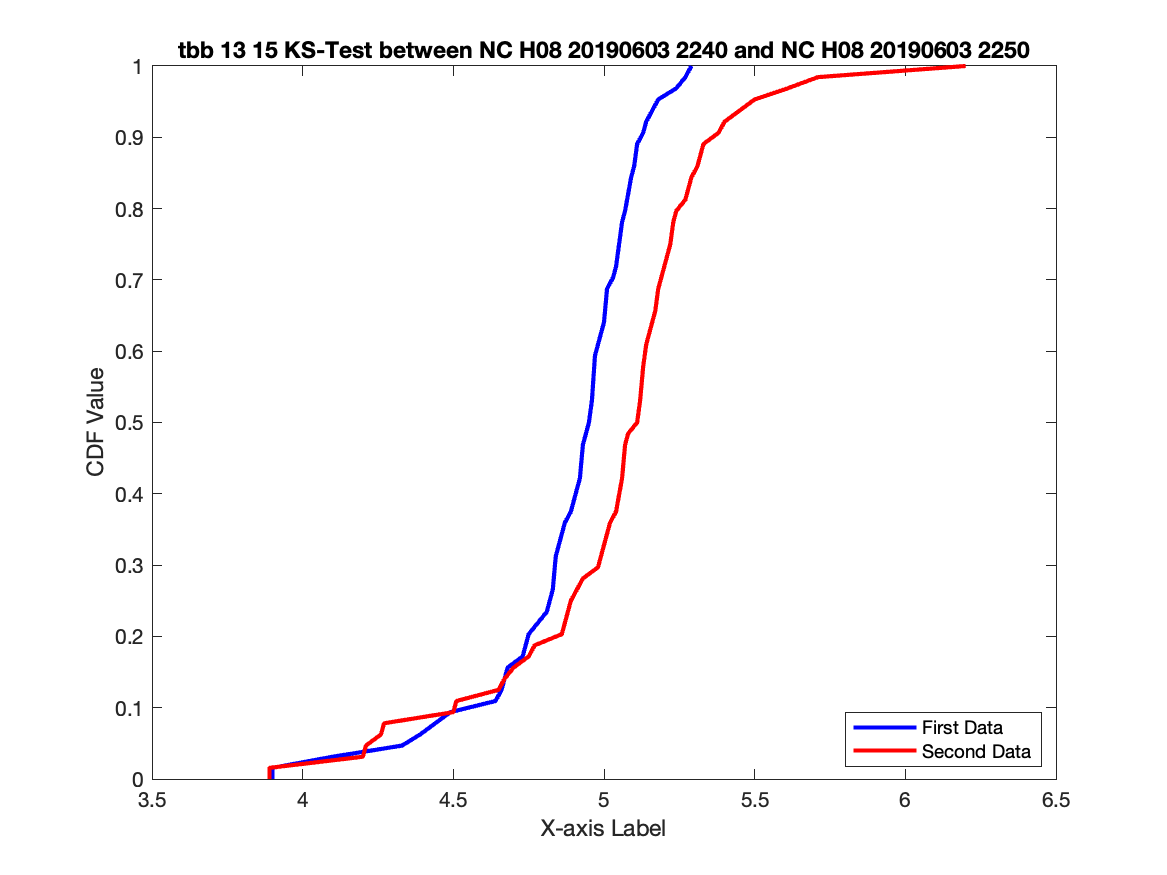 tbb 13 15 KS-Test between NC H08 20190603 2240 and NC H08 20190603 2250
1
0.9
0.8
0.7
0.6
0.5
0.4
0.3
0.2
0.1
0
CDF Value
3.5 4 4.5 5 5.5 6 6.5
X-axis Label
First Data
Second Data